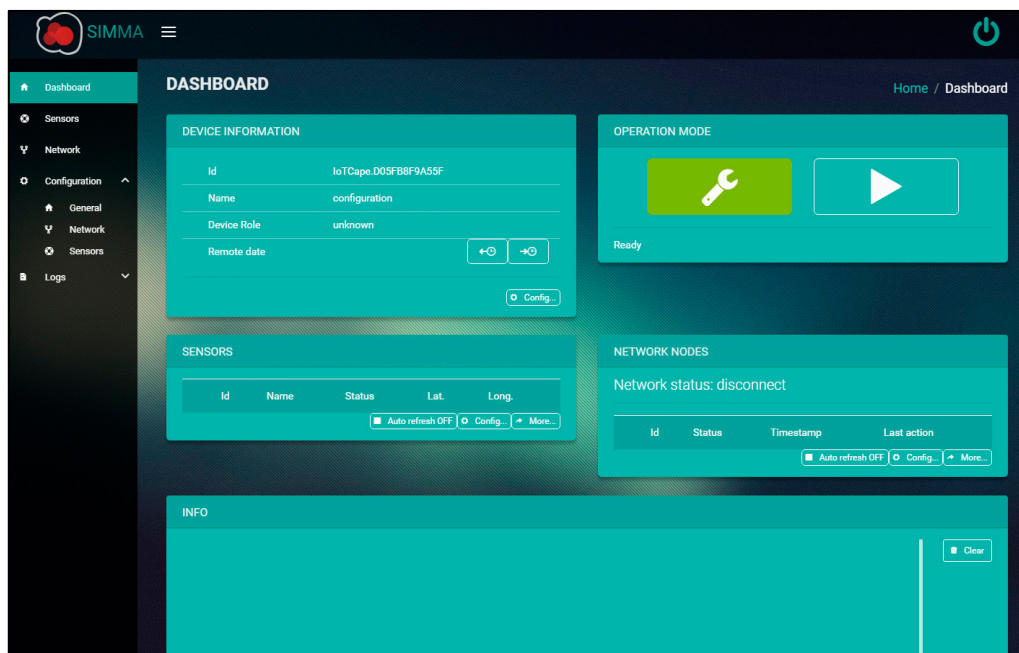 SIMMA
Dashboard
Sensors
Network
Configuration
General
Network
Sensors
Logs
DASHBOARD
Home / Dashboard
DEVICE INFORMATION
Id IoTCape.D05FB8F9A55F
Name configuration
Device Role unknown
Remote date
Config...
OPERATION MODE
Ready
SENSORS
Id Name Status Lat. Long.
Auto refresh OFF Config... More...
NETWORK NODES
Network status: disconnect
Id Status Timestamp Last action
Auto refresh OFF Config... More...
INFO
Clear